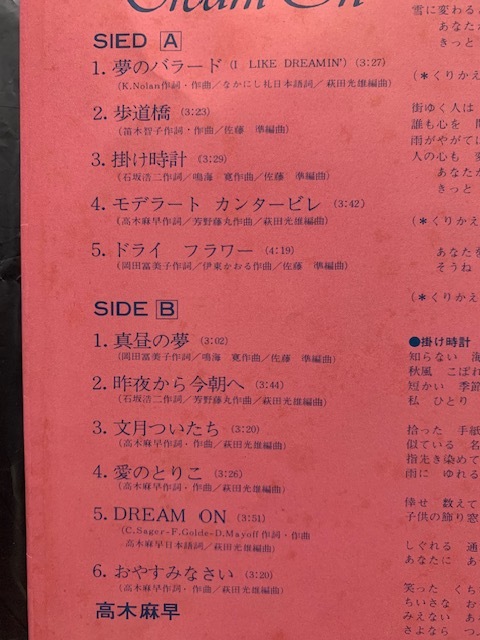 Dream On
SIED A
1. 夢のバラード (I LIKE DREAMIN') (3:27)
(K.Nolan作詞・作曲/なかにし礼日本語詞/萩田光雄編曲)
2. 歩道橋 (3:23)
(笛木智子作詞・作曲/佐藤 準編曲)
3. 掛け時計 (3:29)
(石坂浩二作詞/鳴海 寛作曲/佐藤 準編曲)
4. モデラート カンタービレ (3:42)
(高木麻早作詞/芳野藤丸作曲/萩田光雄編曲)
5. ドライ フラワー (4:19)
(岡田冨美子作詞/伊東かおる作曲/佐藤 準編曲)
SIDE B
1. 真昼の夢 (3:02)
(岡田冨美子作詞/鳴海 寛作曲/佐藤 準編曲)
2. 昨夜から今朝へ (3:44)
(石坂浩二作詞/芳野藤丸作曲/萩田光雄編曲)
3. 文月ついたち (3:20)
(高木麻早作詞・作曲/萩田光雄編曲)
4. 愛のとりこ (3:26)
(高木麻早作詞・作曲/萩田光雄編曲)
5. DREAM ON (3:51)
(C.Sager-F.Golde-D.Mayoff作詞・作曲
高木麻早日本語詞/萩田光雄編曲)
6. おやすみなさい (3:20)
(高木麻早作詞・作曲/萩田光雄編曲)
高木麻早
雪に変わる
あなた
きっと
(*くりかえ
街ゆく人は
誰も心を
雨がやがて
人の心も
あなた
きっと
(*くりかえ
あなたを
そうね
(*くりかえ
●掛け時計
知らない 海
秋風 こぼれ
短かい 季節
私 ひとり
拾った 手紙
似ている 名
指先き染めて
雨に ゆれる
倖せ 数えて
子供の飾り窓
しぐれる 通
あなたに あ
笑った くち
ちいさな お
みえない あ
さよなら つ